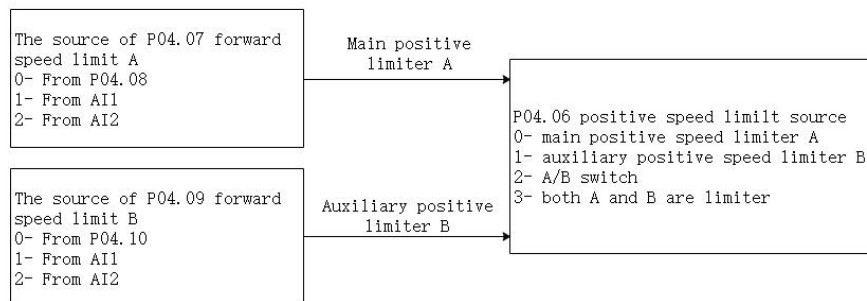 The source of P04.07 forward
speed limit A
0- From P04.08
1- From AI1
2- From AI2
Main positive
limiter A
The source of P04.09 forward
speed limit B
0- From P04.10
1- From AI1
2- From AI2
Auxiliary positive
limiter B
P04.06 positive speed limilt source
0- main positive speed limiter A
1- auxiliary positive speed limiter B
2- A/B switch
3- both A and B are limiter